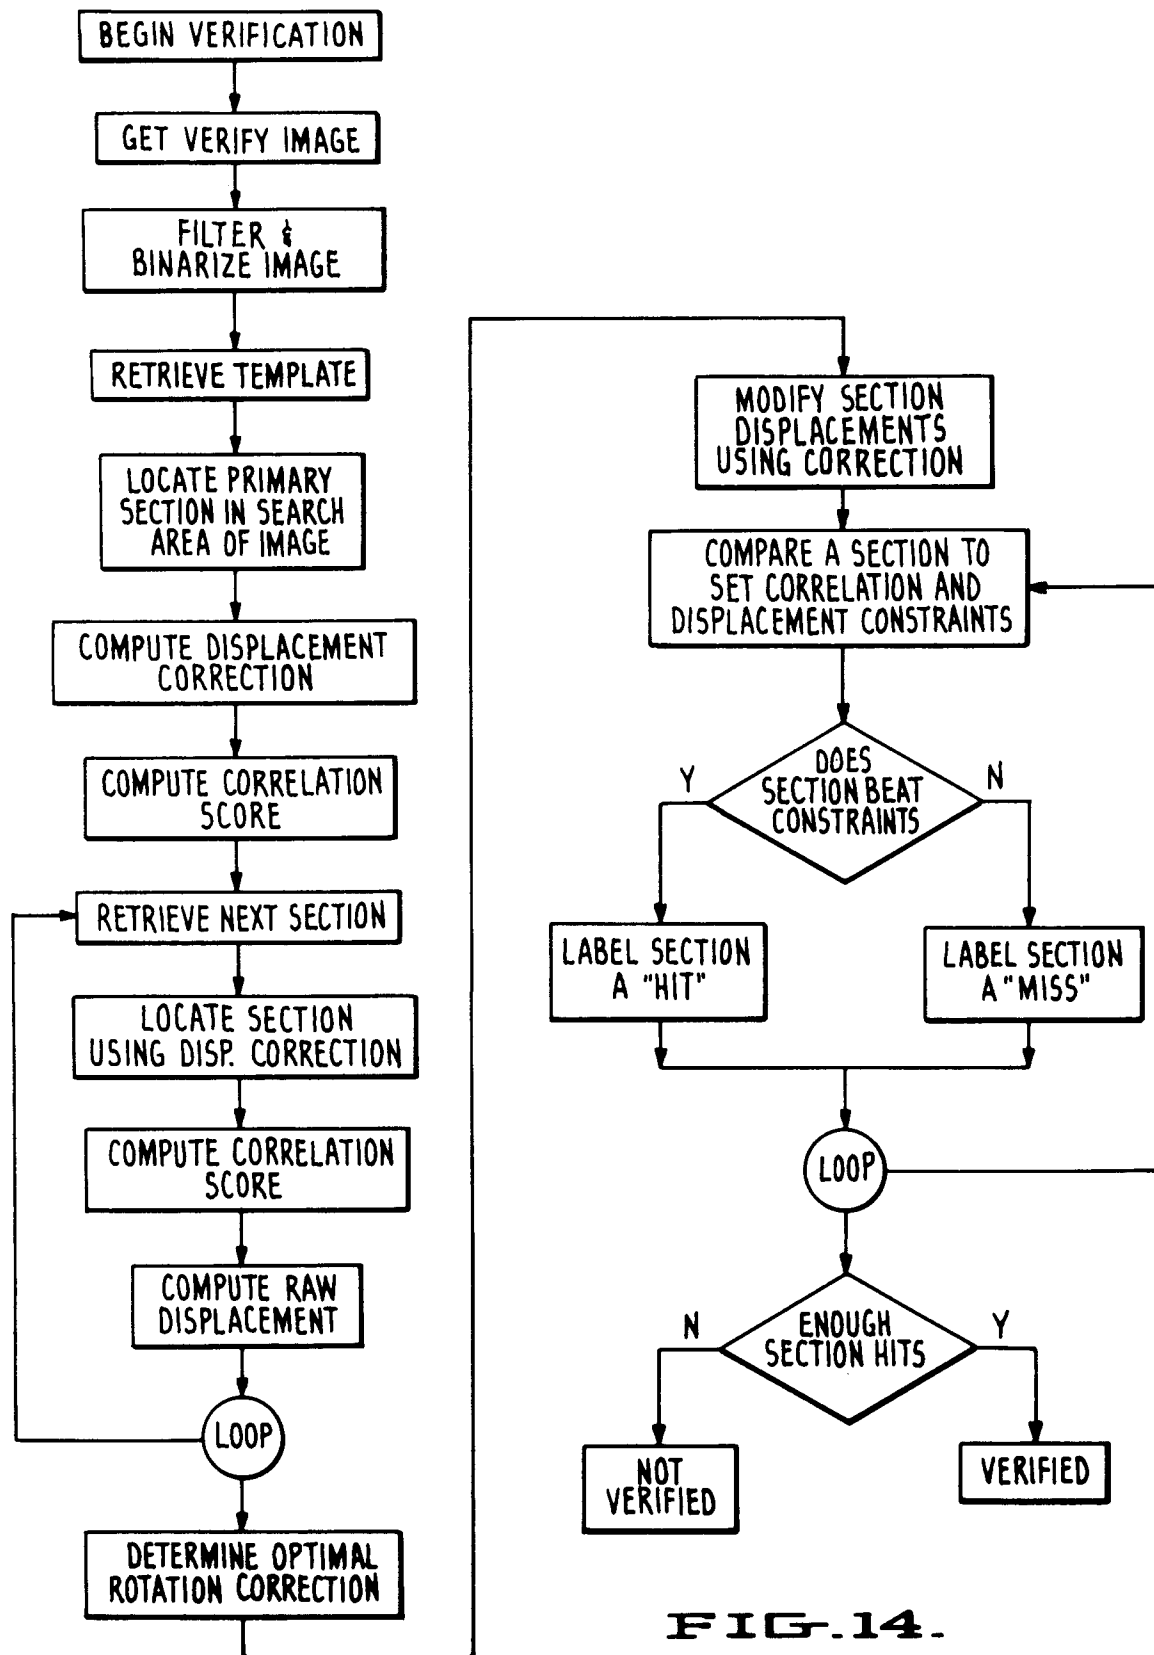 BEGIN VERIFICATION
GET VERIFY IMAGE
FILTER &
BINARIZE IMAGE
RETRIEVE TEMPLATE
LOCATE PRIMARY
SECTION IN SEARCH
AREA OF IMAGE
COMPUTE DISPLACEMENT
CORRECTION
COMPUTE CORRELATION
SCORE
RETRIEVE NEXT SECTION
LOCATE SECTION
USING DISP. CORRECTION
COMPUTE CORRELATION
SCORE
COMPUTE RAW
DISPLACEMENT
LOOP
DETERMINE OPTIMAL
ROTATION CORRECTION
MODIFY SECTION
DISPLACEMENTS
USING CORRECTION
COMPARE A SECTION TO
SET CORRELATION AND
DISPLACEMENT CONSTRAINTS
DOES
SECTION BEAT
CONSTRAINTS
Y
N
LABEL SECTION
A "HIT"
LABEL SECTION
A "MISS"
LOOP
ENOUGH
SECTION HITS
N
Y
NOT
VERIFIED
VERIFIED
FIG.14.